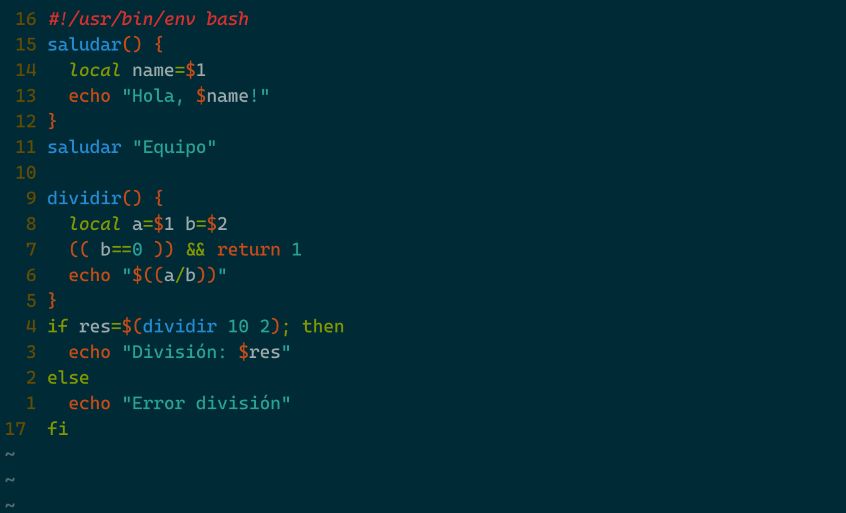 16 #!/usr/bin/env bash
15 saludar() {
14   local name=$1
13   echo "Hola, $name!"
12 }
11 saludar "Equipo"
10
9 dividir() {
8   local a=$1 b=$2
7   (( b==0 )) && return 1
6   echo "$((a/b))"
5 }
4 if res=$(dividir 10 2); then
3   echo "División: $res"
2 else
1   echo "Error división"
17 fi
~
~
~